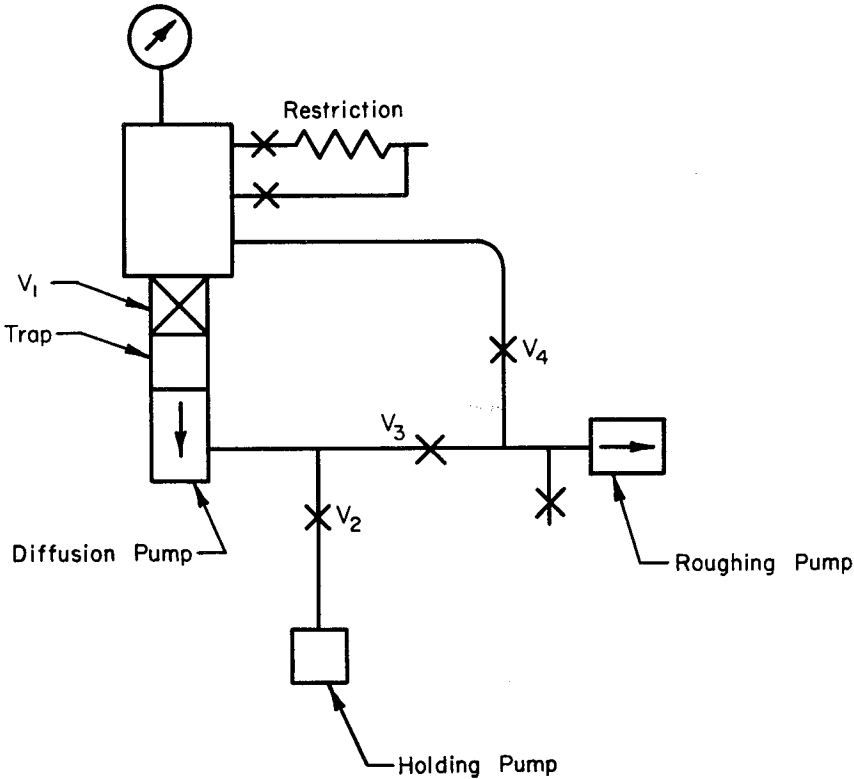 Restriction
V1
Trap
V4
V3
V2
Diffusion Pump
Roughing Pump
Holding Pump